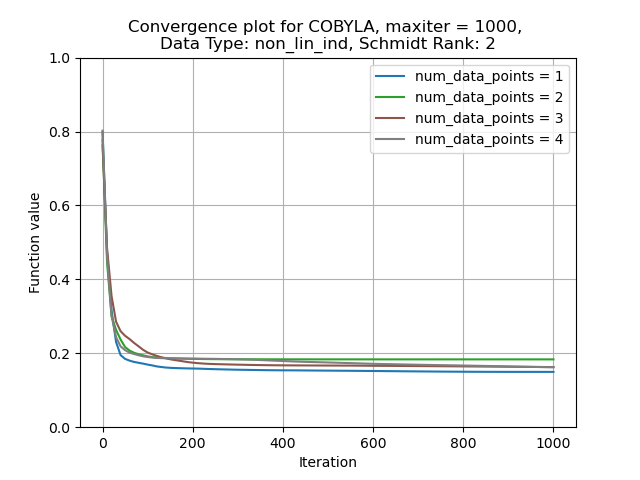 Convergence plot for COBYLA, maxiter = 1000,
Data Type: non_lin_ind, Schmidt Rank: 2
num_data_points = 1
num_data_points = 2
num_data_points = 3
num_data_points = 4
Function value
1.0
0.8
0.6
0.4
0.2
0.0
0 200 400 600 800 1000
Iteration